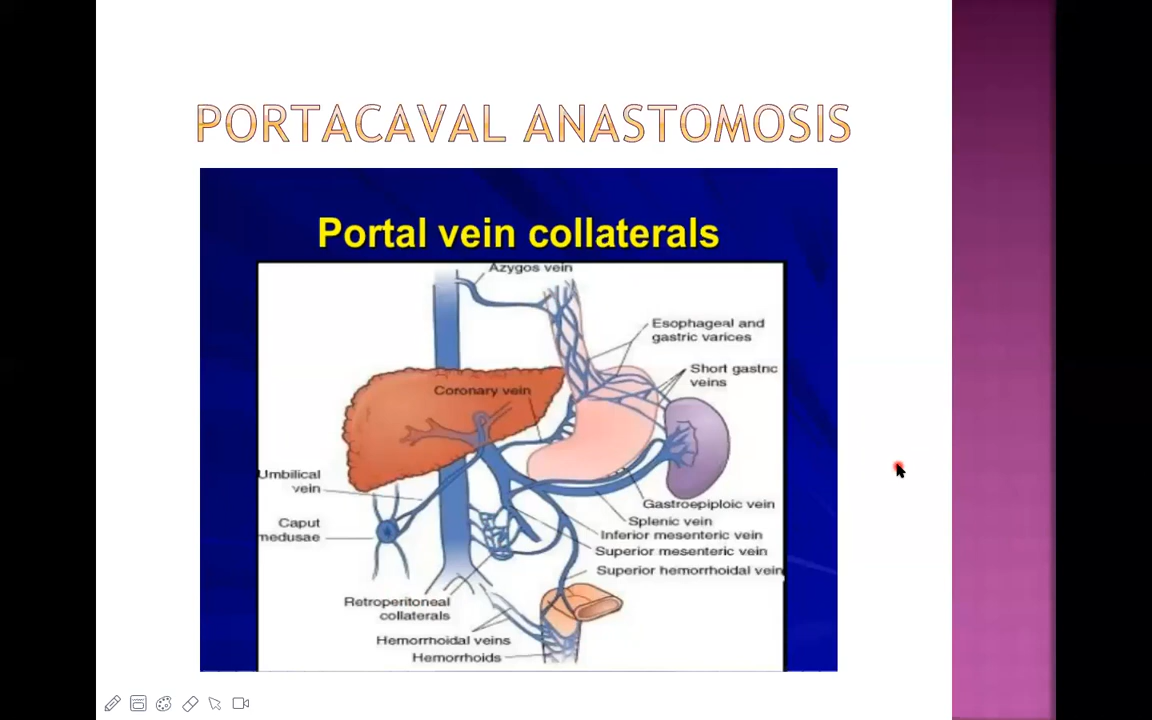 PORTACAVAL ANASTOMOSIS
Portal vein collaterals
Azygos vein
Esophageal and
gastric varices
Short gastric
veins
Coronary vein
Umbilical
vein
Caput
medusae
Gastroepiploic vein
Splenic vein
Inferior mesenteric vein
Superior mesenteric vein
Superior hemorrhoidal vein
Retroperitoneal
collaterals
Hemorrhoidal veins
Hemorrhoids